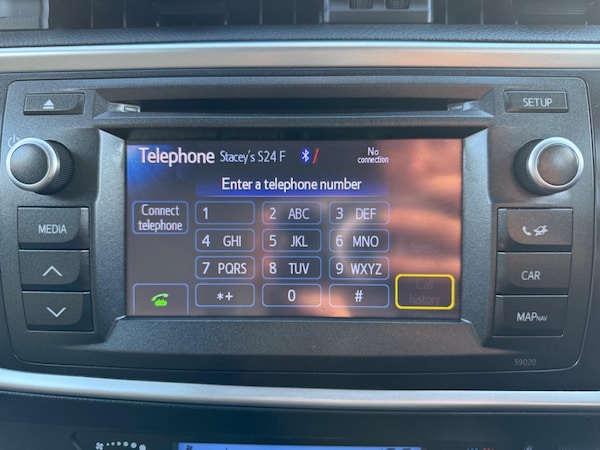 SETUP
Telephone Stacey's S24 F No connection
Enter a telephone number
Connect telephone
1 2 ABC 3 DEF
4 GHI 5 JKL 6 MNO
7 PQRS 8 TUV 9 WXYZ
*+ 0 #
Call history
MEDIA
CAR
MAP NAV
59020